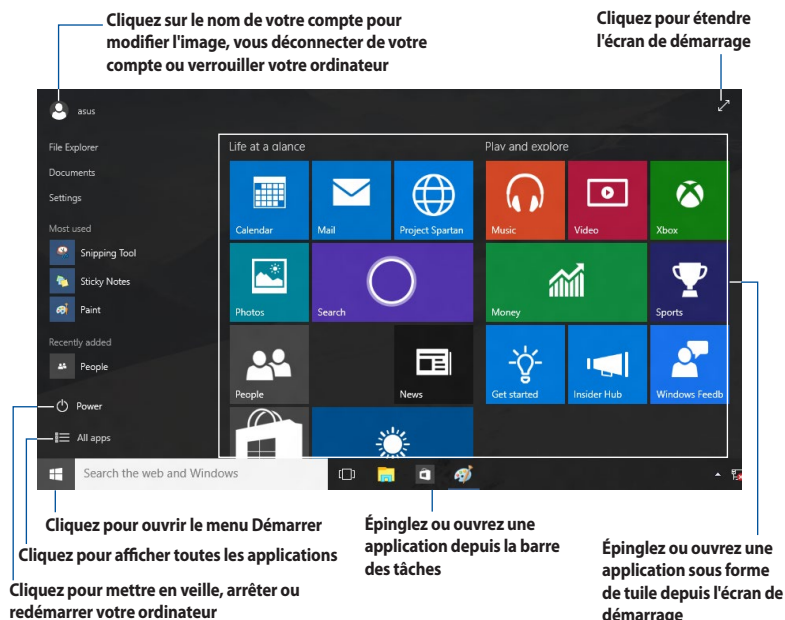 Cliquez sur le nom de votre compte pour
modifier l'image, vous déconnecter de votre
compte ou verrouiller votre ordinateur
Cliquez pour étendre
l'écran de démarrage
asus
File Explorer
Documents
Settings
Most used
Snipping Tool
Sticky Notes
Paint
Recently added
People
Power
All apps
Life at a glance
Play and explore
Calendar
Mail
Project Spartan
Music
Video
Xbox
Photos
Search
Money
Sports
People
News
Get started
Insider Hub
Windows Feedb
Search the web and Windows
Cliquez pour ouvrir le menu Démarrer
Cliquez pour afficher toutes les applications
Cliquez pour mettre en veille, arrêter ou
redémarrer votre ordinateur
Épinglez ou ouvrez une
application depuis la barre
des tâches
Épinglez ou ouvrez une
application sous forme
de tuile depuis l'écran de
démarrage